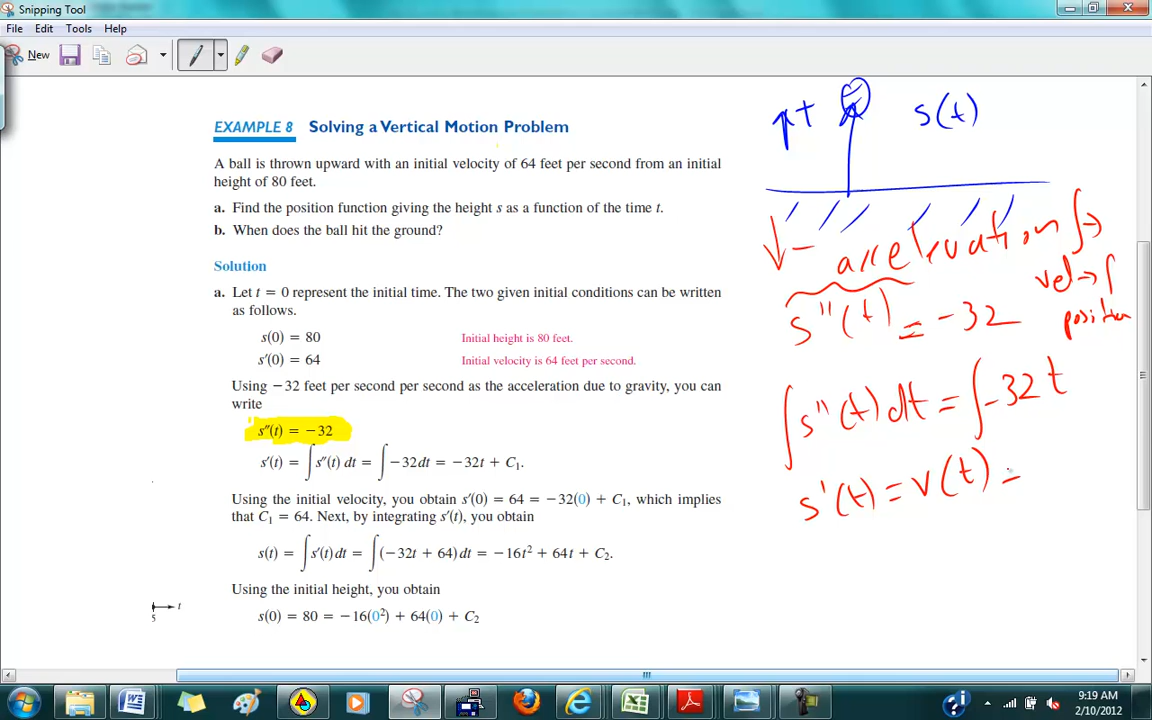 Snipping Tool
File Edit Tools Help
New
EXAMPLE 8 Solving a Vertical Motion Problem
A ball is thrown upward with an initial velocity of 64 feet per second from an initial
height of 80 feet.
a. Find the position function giving the height s as a function of the time t.
b. When does the ball hit the ground?
Solution
a. Let t = 0 represent the initial time. The two given initial conditions can be written
as follows.
s(0) = 80 Initial height is 80 feet.
s′(0) = 64 Initial velocity is 64 feet per second.
Using −32 feet per second per second as the acceleration due to gravity, you can
write
s″(t) = −32
s′(t) = ∫ s″(t) dt = ∫ −32dt = −32t + C₁.
Using the initial velocity, you obtain s′(0) = 64 = −32(0) + C₁, which implies
that C₁ = 64. Next, by integrating s′(t), you obtain
s(t) = ∫ s′(t) dt = ∫ (−32t + 64) dt = −16t² + 64t + C₂.
Using the initial height, you obtain
s(0) = 80 = −16(0²) + 64(0) + C₂
t
5
s(t)
acceleration ∫→
vel → ∫
position
s″(t) = −32
∫ s″(t) dt = ∫ −32 t
s′(t) = v(t) =
9:19 AM
2/10/2012